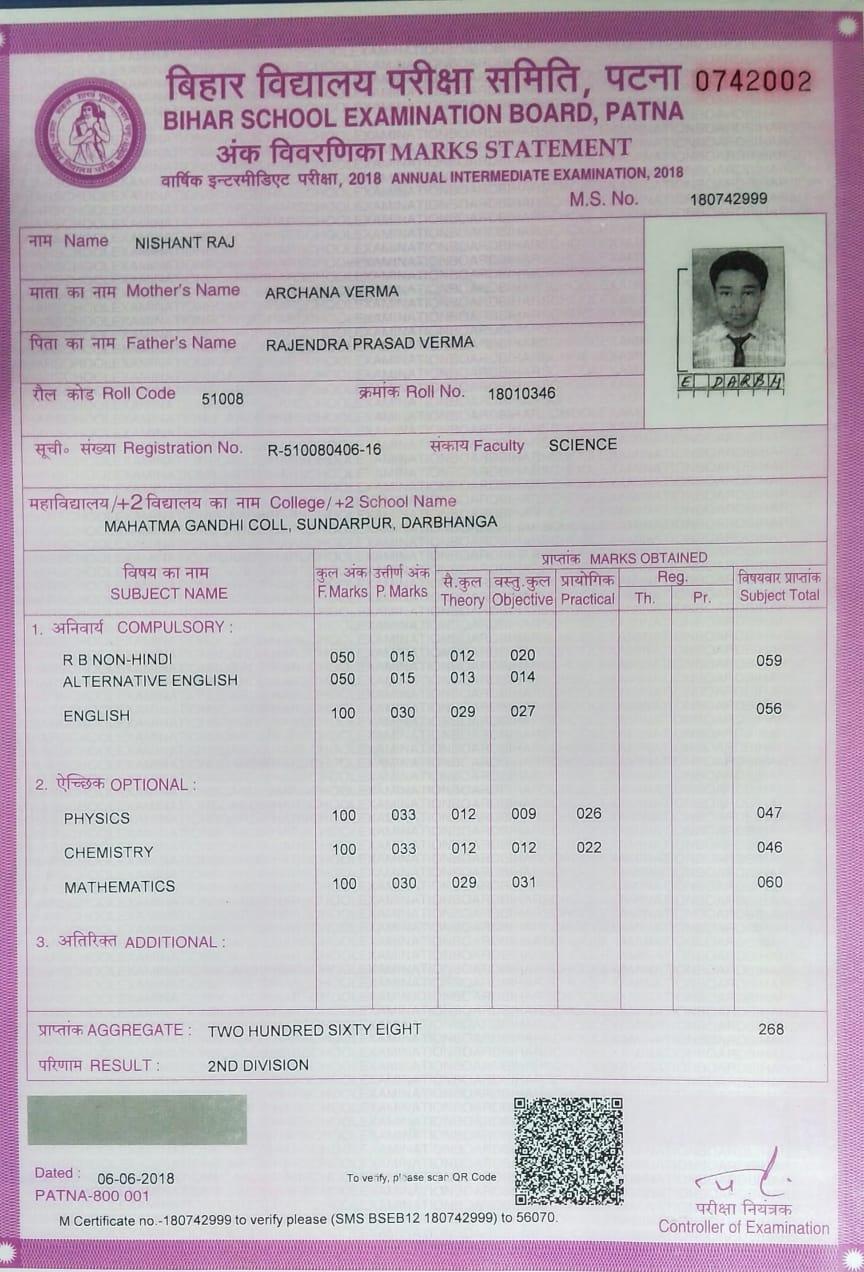 बिहार विद्यालय परीक्षा समिति, पटना 0742002
BIHAR SCHOOL EXAMINATION BOARD, PATNA
अंक विवरणिका MARKS STATEMENT
वार्षिक इन्टरमीडिएट परीक्षा, 2018 ANNUAL INTERMEDIATE EXAMINATION, 2018
M.S. No. 180742999
नाम Name NISHANT RAJ
माता का नाम Mother's Name ARCHANA VERMA
पिता का नाम Father's Name RAJENDRA PRASAD VERMA
E DARBH
रौल कोड Roll Code 51008 क्रमांक Roll No. 18010346
सूची॰ संख्या Registration No. R-510080406-16 संकाय Faculty SCIENCE
महाविद्यालय/+2 विद्यालय का नाम College/+2 School Name
MAHATMA GANDHI COLL, SUNDARPUR, DARBHANGA
विषय का नाम कुल अंक उत्तीर्ण अंक प्राप्तांक MARKS OBTAINED
SUBJECT NAME F.Marks P. Marks सै.कुल वस्तु.कुल प्रायोगिक Reg. विषयवार प्राप्तांक
Theory Objective Practical Th. Pr. Subject Total
1. अनिवार्य COMPULSORY :
R B NON-HINDI 050 015 012 020 059
ALTERNATIVE ENGLISH 050 015 013 014
ENGLISH 100 030 029 027 056
2. ऐच्छिक OPTIONAL :
PHYSICS 100 033 012 009 026 047
CHEMISTRY 100 033 012 012 022 046
MATHEMATICS 100 030 029 031 060
3. अतिरिक्त ADDITIONAL :
प्राप्तांक AGGREGATE : TWO HUNDRED SIXTY EIGHT 268
परिणाम RESULT : 2ND DIVISION
Dated : 06-06-2018 To verify, please scan QR Code
PATNA-800 001
परीक्षा नियंत्रक
Controller of Examination
M Certificate no.-180742999 to verify please (SMS BSEB12 180742999) to 56070.